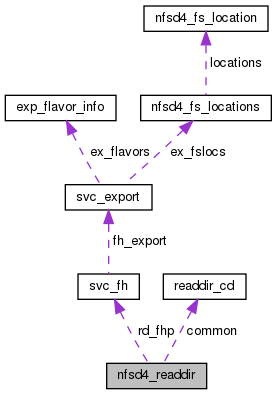 nfsd4_fs_location
locations
exp_flavor_info
nfsd4_fs_locations
ex_flavors
ex_fslocs
svc_export
fh_export
svc_fh
readdir_cd
rd_fhp
common
nfsd4_readdir